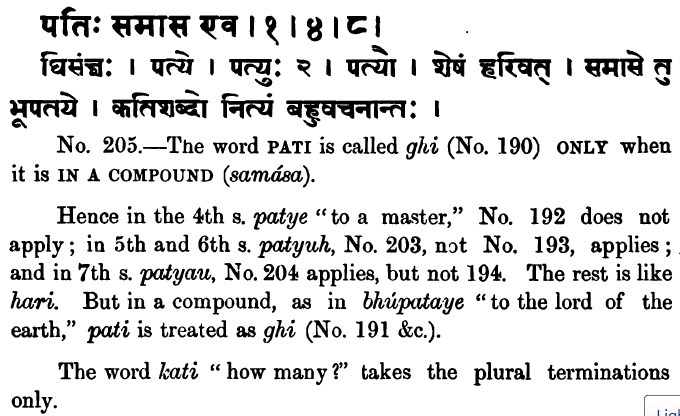 पतिः समास एव । १ । ४ । ८ ।
घिसंज्ञः । पत्ये । पत्युः २ । पत्यौ । शेषं हरिवत् । समासे तु
भूपतये । कतिशब्दो नित्यं बहुवचनान्तः ।
No. 205.—The word PATI is called ghi (No. 190) ONLY when
it is IN A COMPOUND (samása).
Hence in the 4th s. patye “to a master,” No. 192 does not
apply; in 5th and 6th s. patyuh, No. 203, not No. 193, applies;
and in 7th s. patyau, No. 204 applies, but not 194. The rest is like
hari. But in a compound, as in bhúpataye “to the lord of the
earth,” pati is treated as ghi (No. 191 &c.).
The word kati “how many?” takes the plural terminations
only.